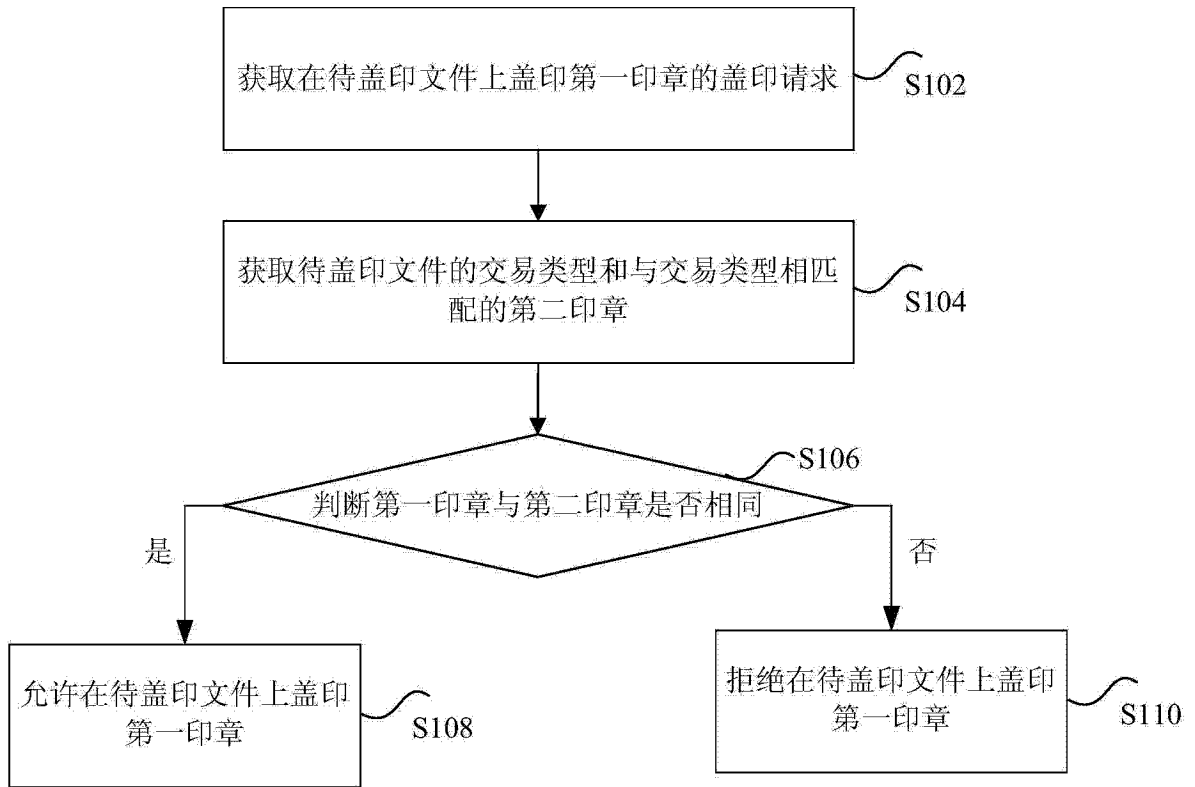 获取在待盖印文件上盖印第一印章的盖印请求
S102
获取待盖印文件的交易类型和与交易类型相匹
配的第二印章
S104
S106
判断第一印章与第二印章是否相同
是
否
允许在待盖印文件上盖印
第一印章
S108
拒绝在待盖印文件上盖印
第一印章
S110